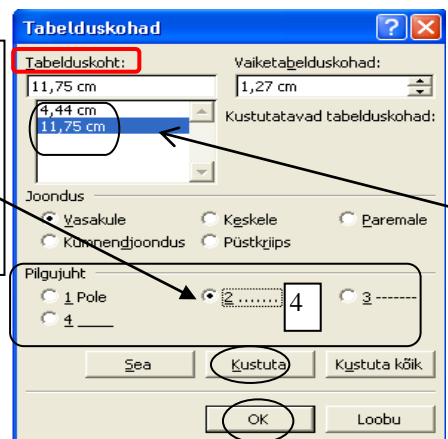 Tabelduskohad
Tabelduskoht: Vaiketabelduskohad:
11,75 cm 1,27 cm
4,44 cm Kustutatavad tabelduskohad:
11,75 cm
Joondus
Vasakule Keskele Paremale
Kümnendjoondus Püstkriips
Pilgujuht
1 Pole 2 ....... 4 3 -------
4 ____
Sea Kustuta Kustuta kõik
OK Loobu